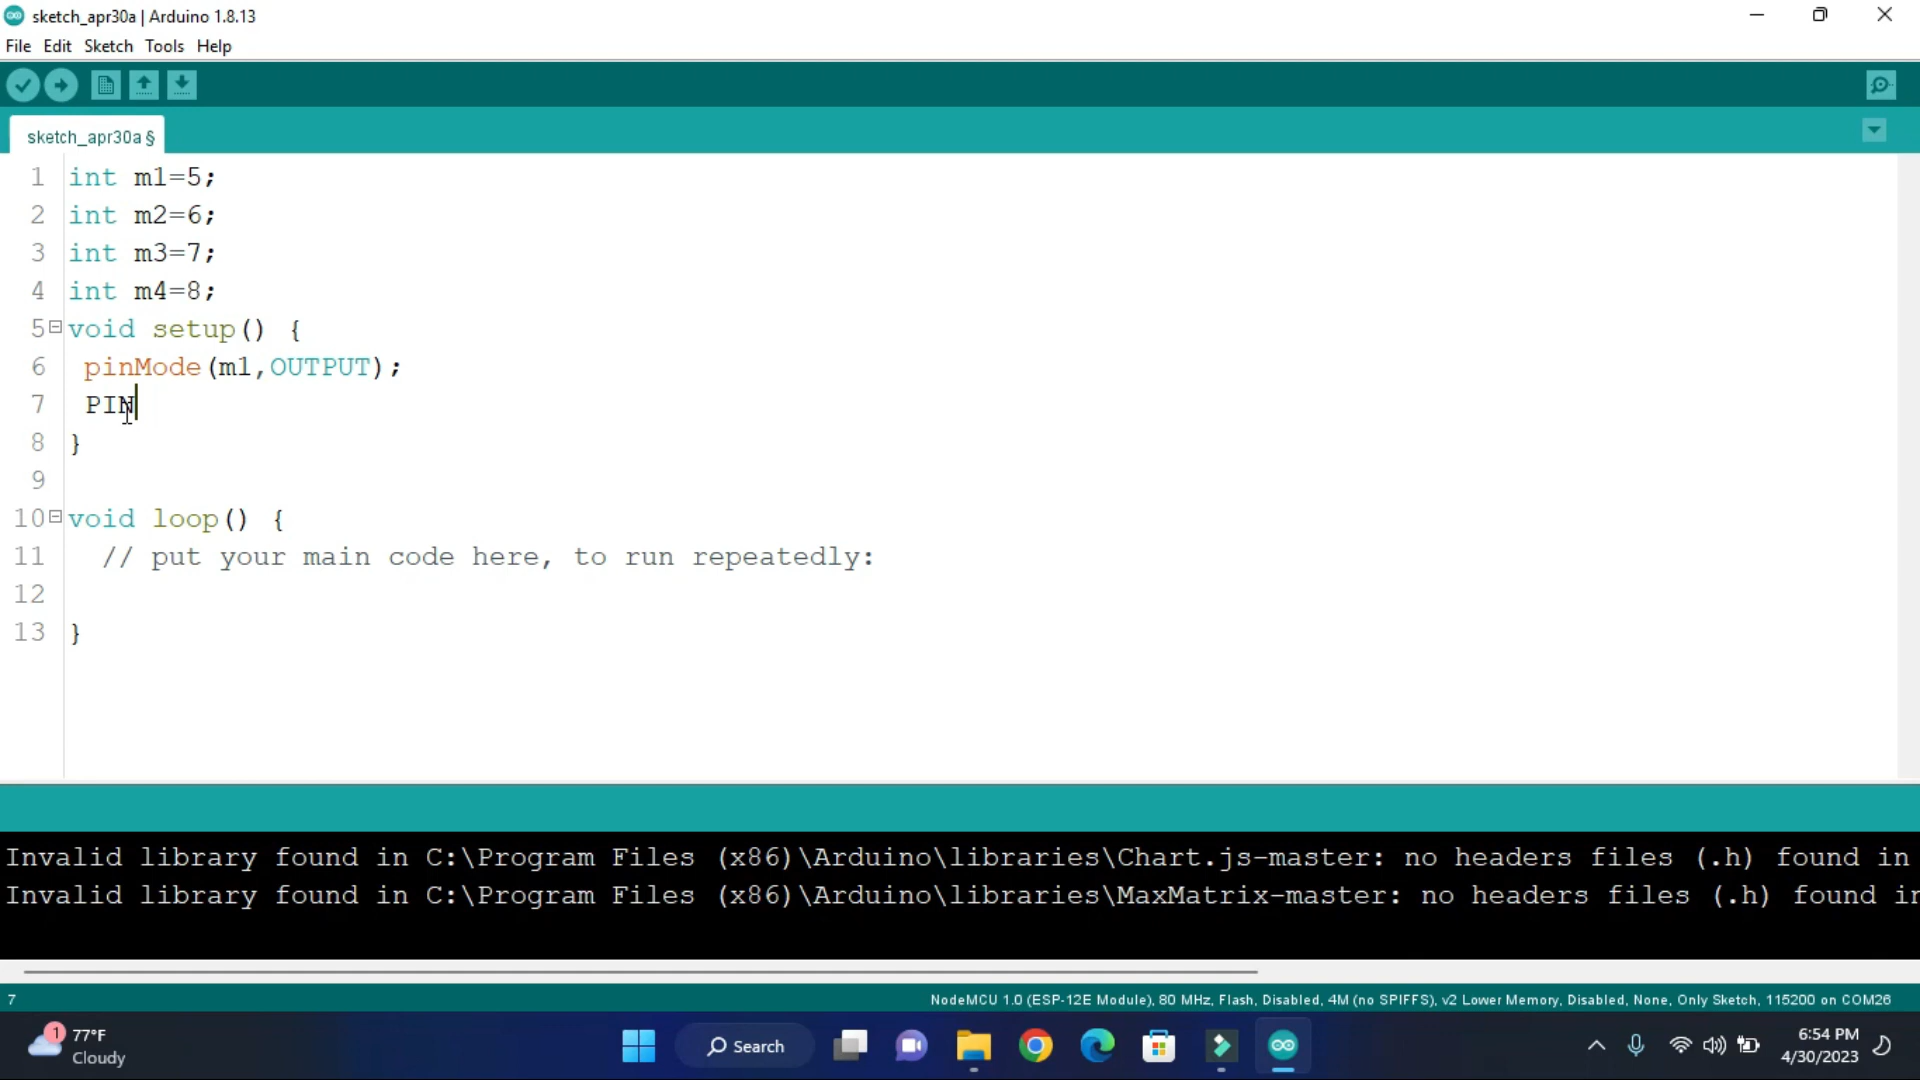 sketch_apr30a | Arduino 1.8.13
File Edit Sketch Tools Help
sketch_apr30a §
1 int m1=5;
2 int m2=6;
3 int m3=7;
4 int m4=8;
5 void setup() {
6 pinMode(m1,OUTPUT);
7 PIN
8 }
9
10 void loop() {
11 // put your main code here, to run repeatedly:
12
13 }
Invalid library found in C:\Program Files (x86)\Arduino\libraries\Chart.js-master: no headers files (.h) found in
Invalid library found in C:\Program Files (x86)\Arduino\libraries\MaxMatrix-master: no headers files (.h) found in
7 NodeMCU 1.0 (ESP-12E Module), 80 MHz, Flash, Disabled, 4M (no SPIFFS), v2 Lower Memory, Disabled, None, Only Sketch, 115200 on COM26
1 77°F
Cloudy
Search
6:54 PM
4/30/2023